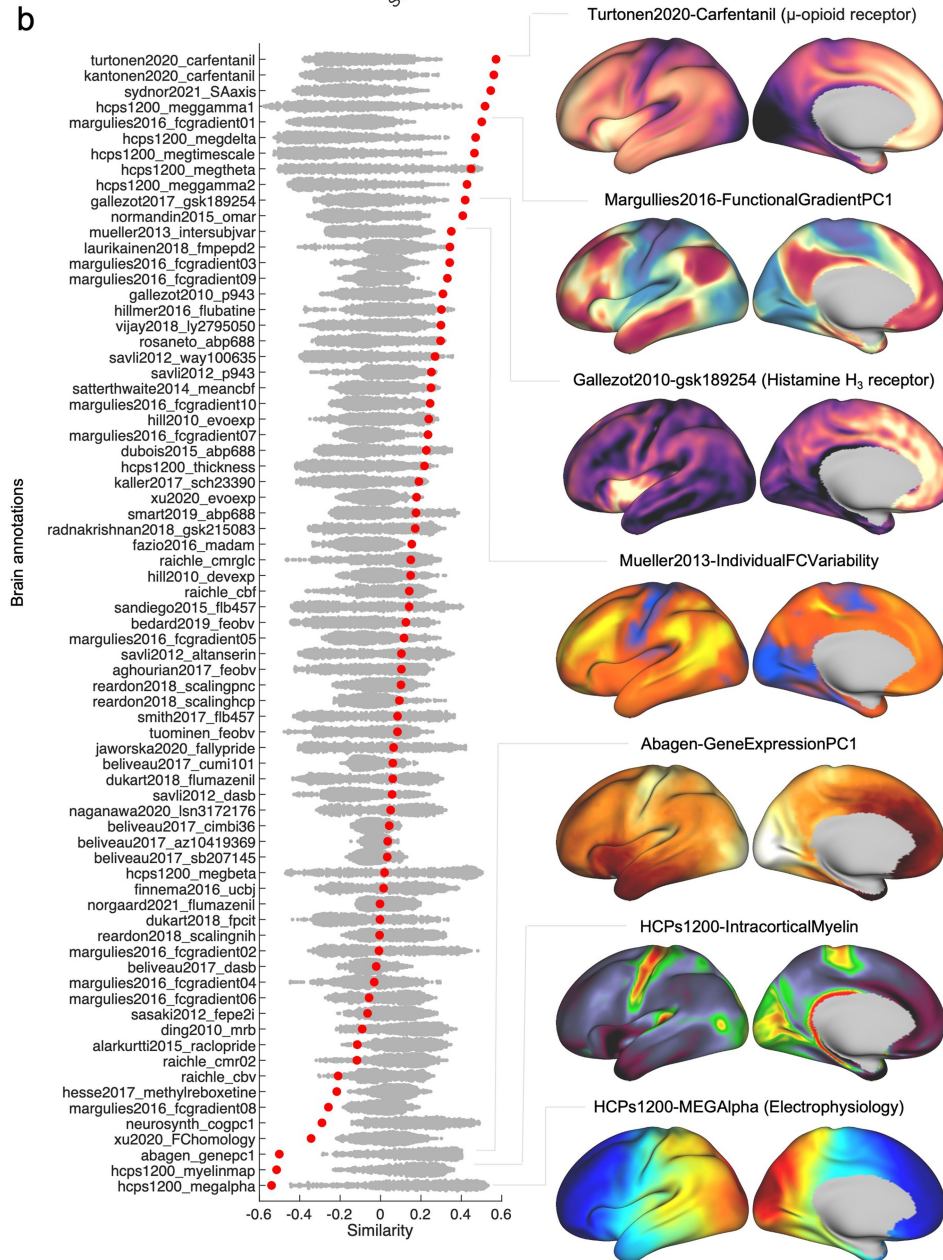 b
Turtonen2020-Carfentanil (μ-opioid receptor)
turtonen2020_carfentanil
kantonen2020_carfentanil
sydnor2021_SAaxis
hcps1200_meggamma1
margulies2016_fcgradient01
hcps1200_megdelta
hcps1200_megtimescale
hcps1200_megtheta
hcps1200_meggamma2
gallezot2017_gsk189254
normandin2015_omar
mueller2013_intersubjvar
laurikainen2018_fmpepd2
margulies2016_fcgradient03
margulies2016_fcgradient09
gallezot2010_p943
hillmer2016_flubatine
vijay2018_ly2795050
rosaneto_abp688
savli2012_way100635
savli2012_p943
satterthwaite2014_meancbf
margulies2016_fcgradient10
hill2010_evoexp
margulies2016_fcgradient07
dubois2015_abp688
hcps1200_thickness
kaller2017_sch23390
xu2020_evoexp
smart2019_abp688
radnakrishnan2018_gsk215083
fazio2016_madam
raichle_cmrglc
hill2010_devexp
raichle_cbf
sandiego2015_flb457
bedard2019_feobv
margulies2016_fcgradient05
savli2012_altanserin
aghourian2017_feobv
reardon2018_scalingpnc
reardon2018_scalinghcp
smith2017_flb457
tuominen_feobv
jaworska2020_fallypride
beliveau2017_cumi101
dukart2018_flumazenil
savli2012_dasb
naganawa2020_lsn3172176
beliveau2017_cimbi36
beliveau2017_az10419369
beliveau2017_sb207145
hcps1200_megbeta
finnema2016_ucbj
norgaard2021_flumazenil
dukart2018_fpcit
reardon2018_scalingnih
margulies2016_fcgradient02
beliveau2017_dasb
margulies2016_fcgradient04
margulies2016_fcgradient06
sasaki2012_fepe2i
ding2010_mrb
alarkurtti2015_raclopride
raichle_cmr02
raichle_cbv
hesse2017_methylreboxetine
margulies2016_fcgradient08
neurosynth_cogpc1
xu2020_FChomology
abagen_genepc1
hcps1200_myelinmap
hcps1200_megalpha
Brain annotations
-0.6 -0.4 -0.2 0 0.2 0.4 0.6
Similarity
Margullies2016-FunctionalGradientPC1
Gallezot2010-gsk189254 (Histamine H₃ receptor)
Mueller2013-IndividualFCVariability
Abagen-GeneExpressionPC1
HCPs1200-IntracorticalMyelin
HCPs1200-MEGAlpha (Electrophysiology)